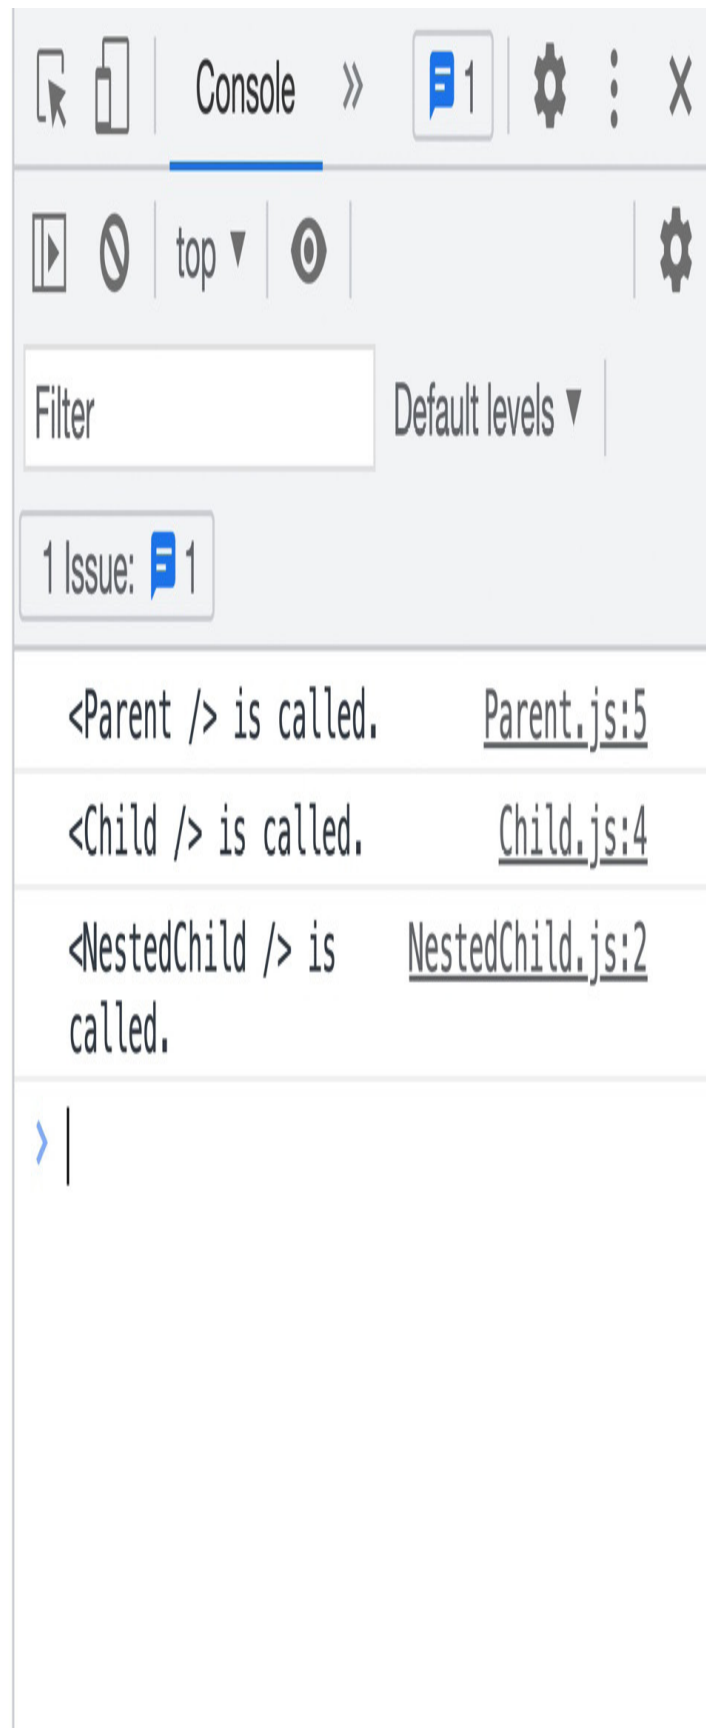 Console » 1
top ▼
Filter Default levels ▼
1 Issue: 1
<Parent /> is called. Parent.js:5
<Child /> is called. Child.js:4
<NestedChild /> is NestedChild.js:2
called.